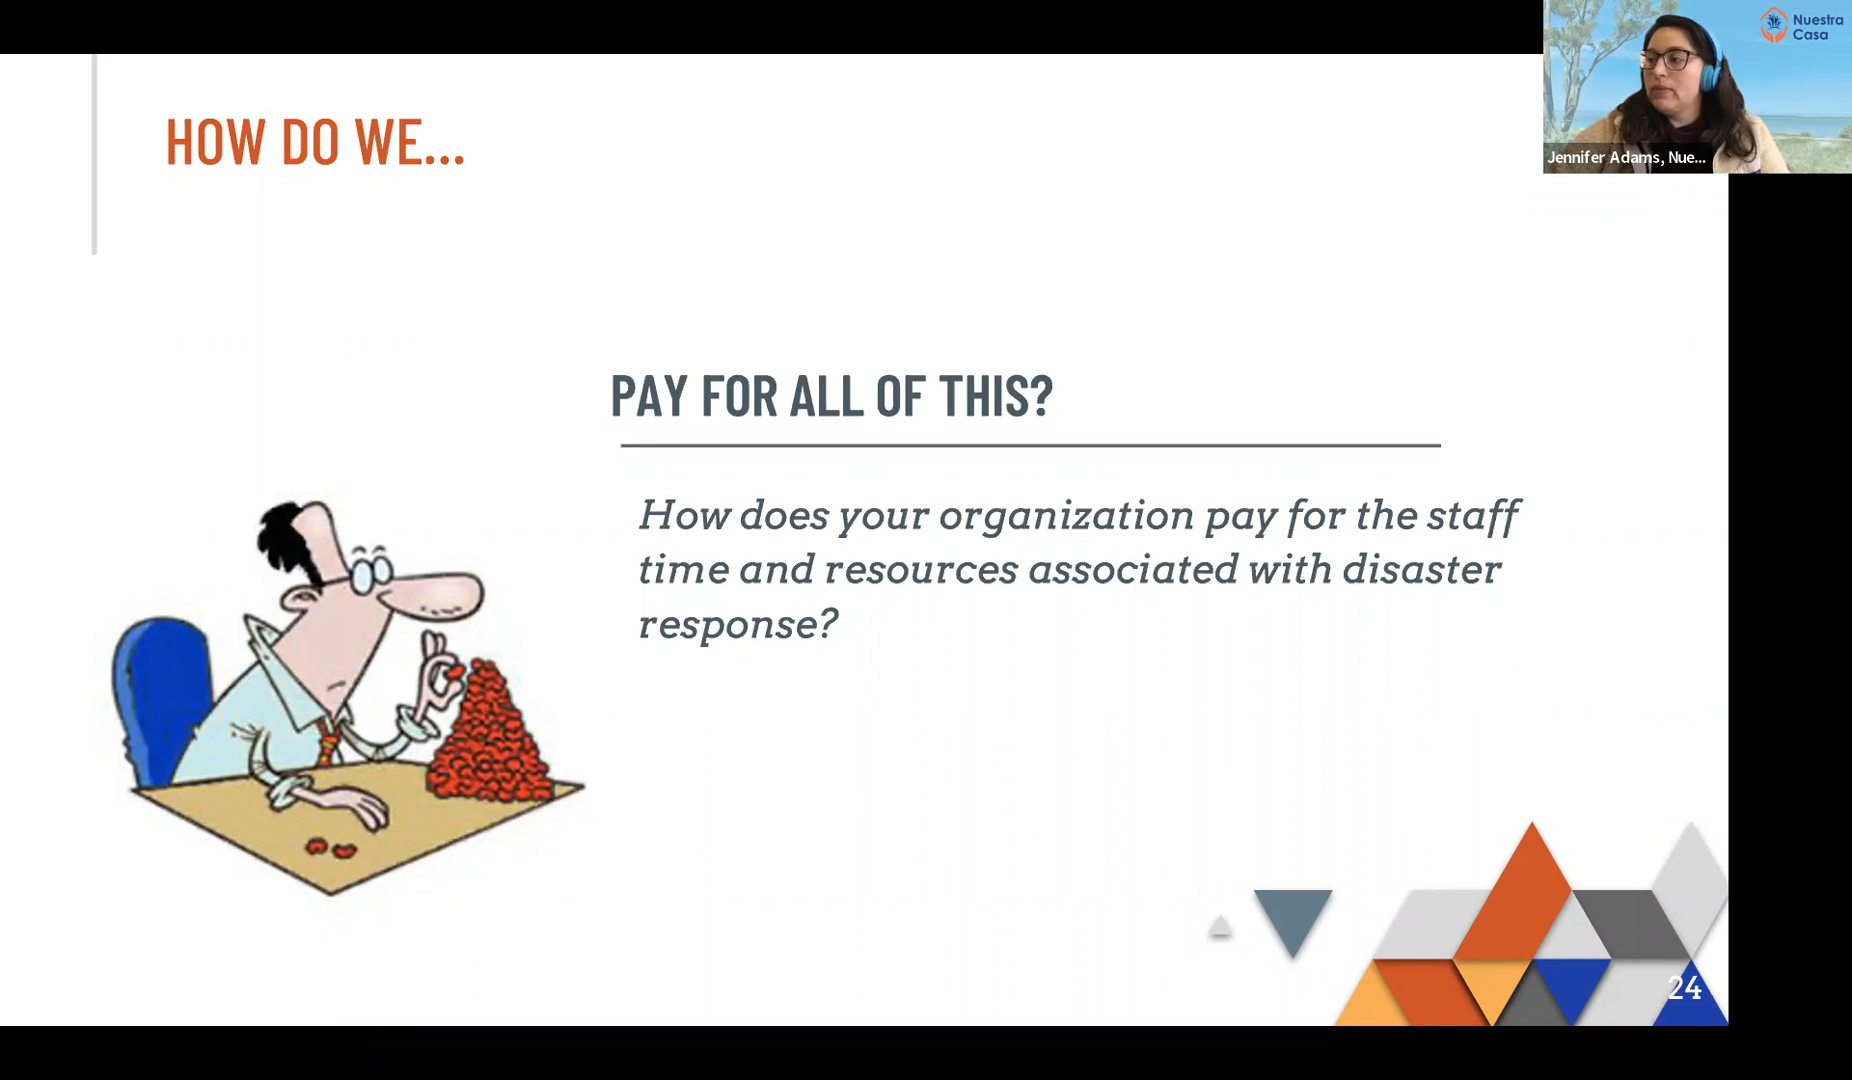 Nuestra
Casa
Jennifer Adams, Nue...
HOW DO WE...
PAY FOR ALL OF THIS?
How does your organization pay for the staff
time and resources associated with disaster
response?
24